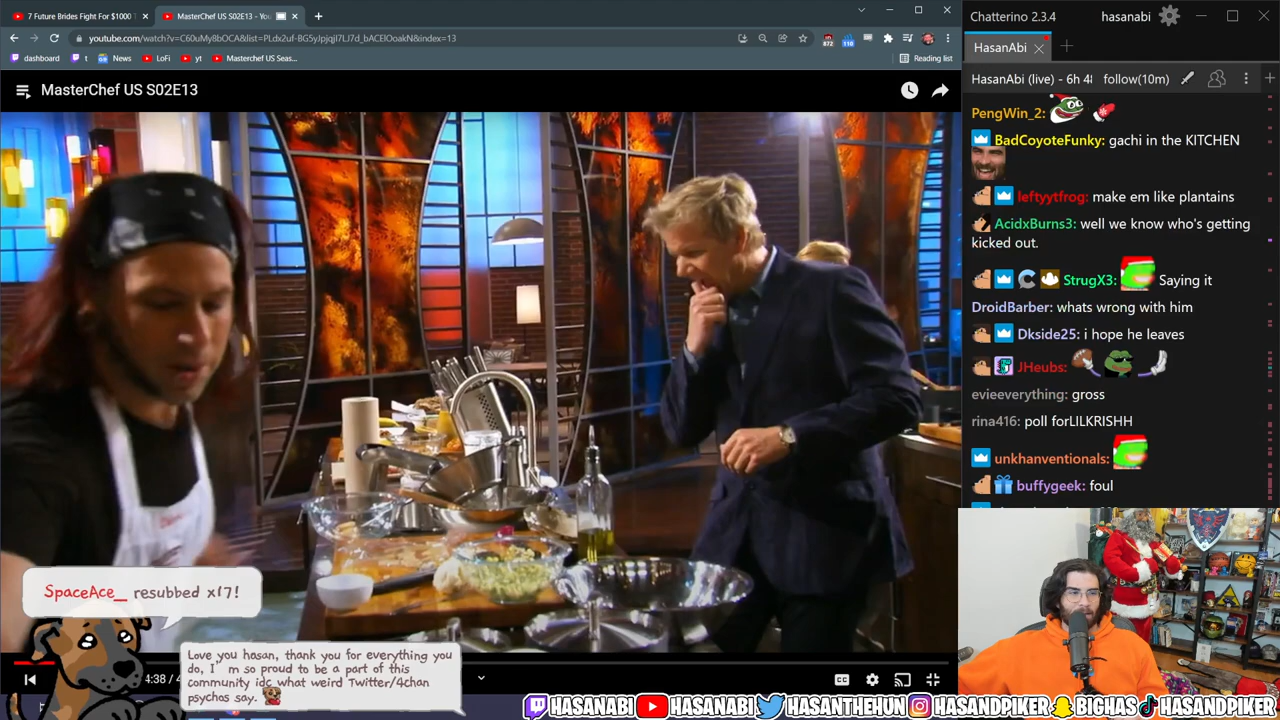 7 Future Brides Fight For $1000
MasterChef US S02E13 - You
youtube.com/watch?v=C60uMy8bOCA&list=PLdx2uf-BG5yJpjqjl7LJ7d_bACElOoakN&index=13
872
110
dashboard
t
News
LoFi
yt
Masterchef US Seas...
Reading list
MasterChef US S02E13
SpaceAce_ resubbed x17!
Love you hasan, thank you for everything you
do, I'm so proud to be a part of this
community idc what weird Twitter/4chan
psychos say.
4:38 / 4
CC
Chatterino 2.3.4
hasanabi
HasanAbi
HasanAbi (live) - 6h 4
follow(10m)
PengWin_2:
BadCoyoteFunky: gachi in the KITCHEN
leftyytfrog: make em like plantains
AcidxBurns3: well we know who's getting
kicked out.
StrugX3: Saying it
DroidBarber: whats wrong with him
Dkside25: i hope he leaves
JHeubs:
evieeverything: gross
rina416: poll forLILKRISHH
unkhanventionals:
buffygeek: foul
HASANABI HASANABI HASANTHEHUN HASANDPIKER BIGHAS HASANDPIKER